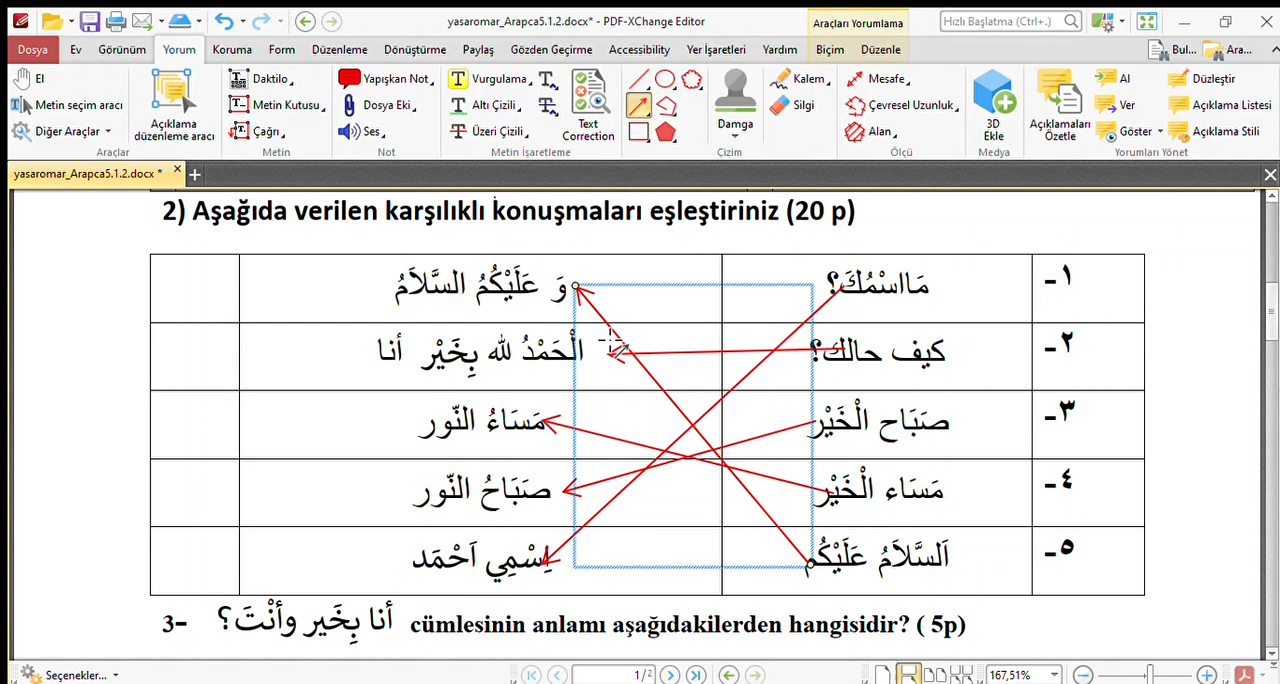 yasaromar_Arapca5.1.2.docx* - PDF-XChange Editor
Araçları Yorumlama
Hızlı Başlatma (Ctrl+.)
Dosya Ev Görünüm Yorum Koruma Form Düzenleme Dönüştürme Paylaş Gözden Geçirme Accessibility Yer İşaretleri Yardım Biçim Düzenle Bul... Ara...
El
Metin seçim aracı
Diğer Araçlar
Açıklama düzenleme aracı
Araçlar
Daktilo
Metin Kutusu
Çağrı
Metin
Yapışkan Not
Dosya Eki
Ses
Not
Vurgulama
Altı Çizili
Üzeri Çizili
Text Correction
Metin İşaretleme
Damga
Kalem
Silgi
Çizim
Mesafe
Çevresel Uzunluk
Alan
Ölçü
3D Ekle
Medya
Açıklamaları Özetle
Al
Ver
Göster
Düzleştir
Açıklama Listesi
Açıklama Stili
Yorumları Yönet
yasaromar_Arapca5.1.2.docx *
2) Aşağıda verilen karşılıklı konuşmaları eşleştiriniz (20 p)
١- مَااسْمُكَ؟ وَ عَلَيْكُمُ السَّلاَمُ
٢- كيف حالك؟ الْحَمْدُ لله بِخَيْر أنا
٣- صَبَاح الْخَيْر مَسَاءُ النّور
٤- مَسَاء الْخَيْر صَبَاحُ النّور
٥- اَلسَّلاَمُ عَلَيْكُم اِسْمِي اَحْمَد
3- أنا بِخَير وأنْتَ؟ cümlesinin anlamı aşağıdakilerden hangisidir? ( 5p)
Seçenekler...
1/2
167,51%